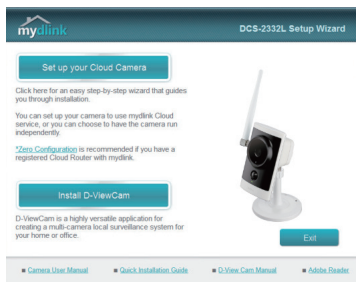 mydlink
DCS-2332L Setup Wizard
Set up your Cloud Camera
Click here for an easy step-by-step wizard that guides
you through installation.
You can set up your camera to use mydlink Cloud
service, or you can choose to have the camera run
independently.
*Zero Configuration is recommended if you have a
registered Cloud Router with mydlink.
Install D-ViewCam
D-ViewCam is a highly versatile application for
creating a multi-camera local surveillance system for
your home or office.
Exit
Camera User Manual
Quick Installation Guide
D-View Cam Manual
Adobe Reader